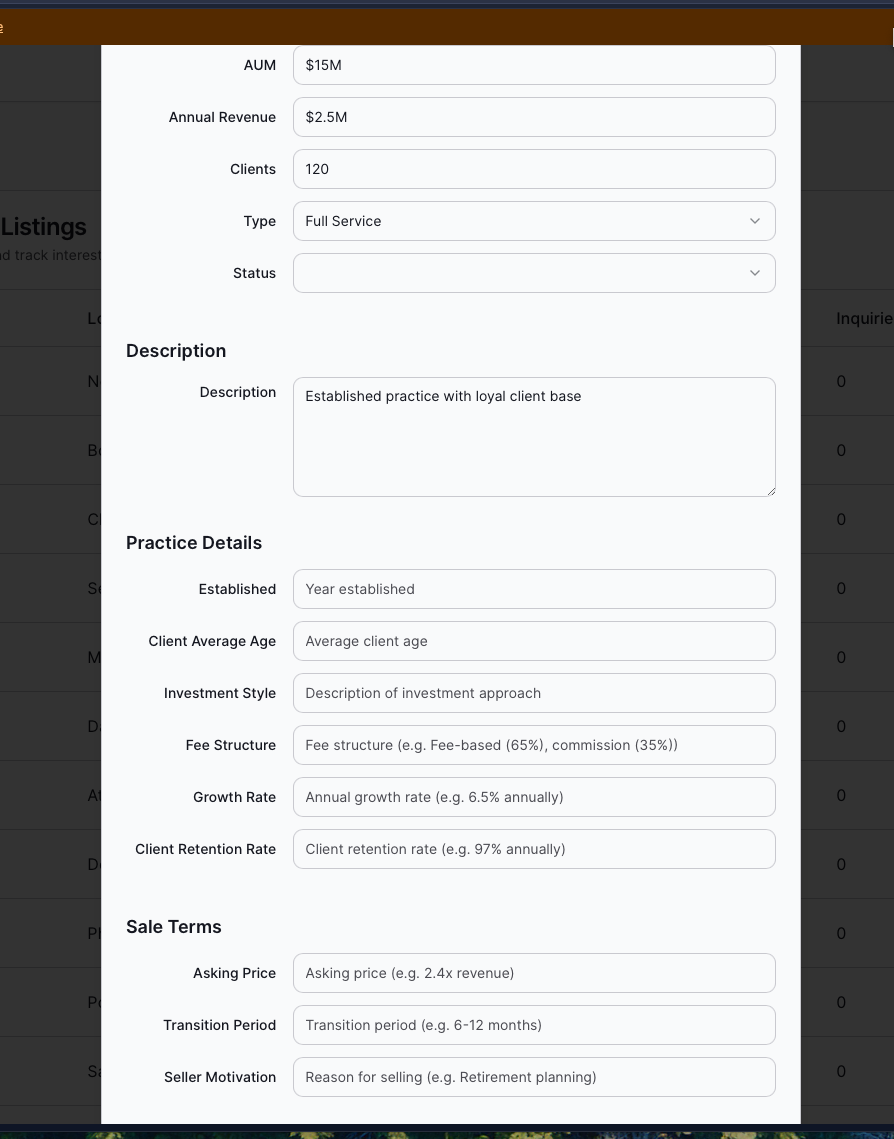 e
AUM
$15M
Annual Revenue
$2.5M
Clients
120
Type
Full Service
Listings
nd track interest
Status
Lo
Inquirie
Description
N
0
Description
Established practice with loyal client base
Bo
0
Cl
0
Practice Details
Se
0
Established
Year established
Client Average Age
Average client age
M
0
Investment Style
Description of investment approach
Da
0
Fee Structure
Fee structure (e.g. Fee-based (65%), commission (35%))
At
0
Growth Rate
Annual growth rate (e.g. 6.5% annually)
Client Retention Rate
Client retention rate (e.g. 97% annually)
De
0
Sale Terms
Ph
0
Asking Price
Asking price (e.g. 2.4x revenue)
Po
0
Transition Period
Transition period (e.g. 6-12 months)
Sa
0
Seller Motivation
Reason for selling (e.g. Retirement planning)